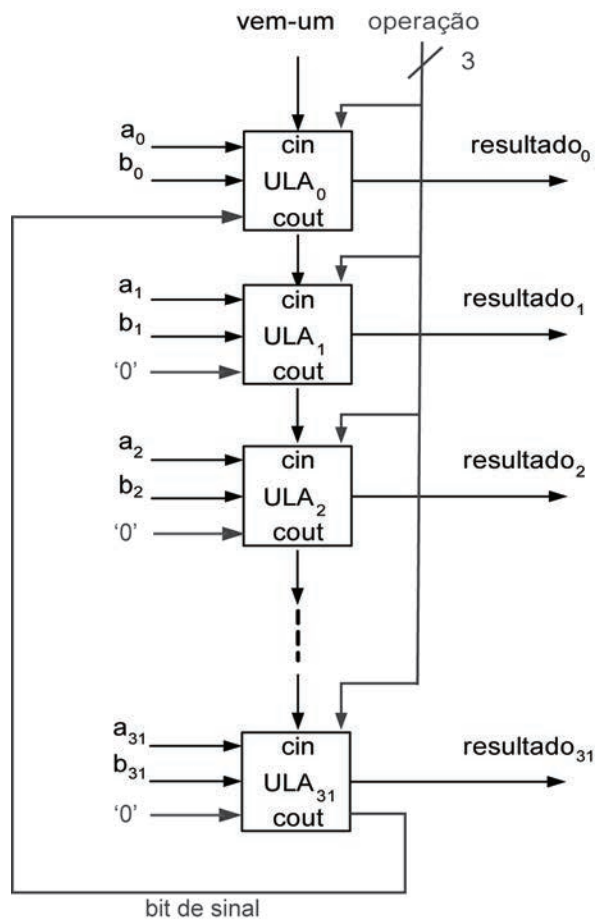 vem-um operação
3
a0 cin resultado0
b0 ULA0
cout
a1 cin resultado1
b1 ULA1
‘0’ cout
a2 cin resultado2
b2 ULA2
‘0’ cout
a31 cin resultado31
b31 ULA31
‘0’ cout
bit de sinal